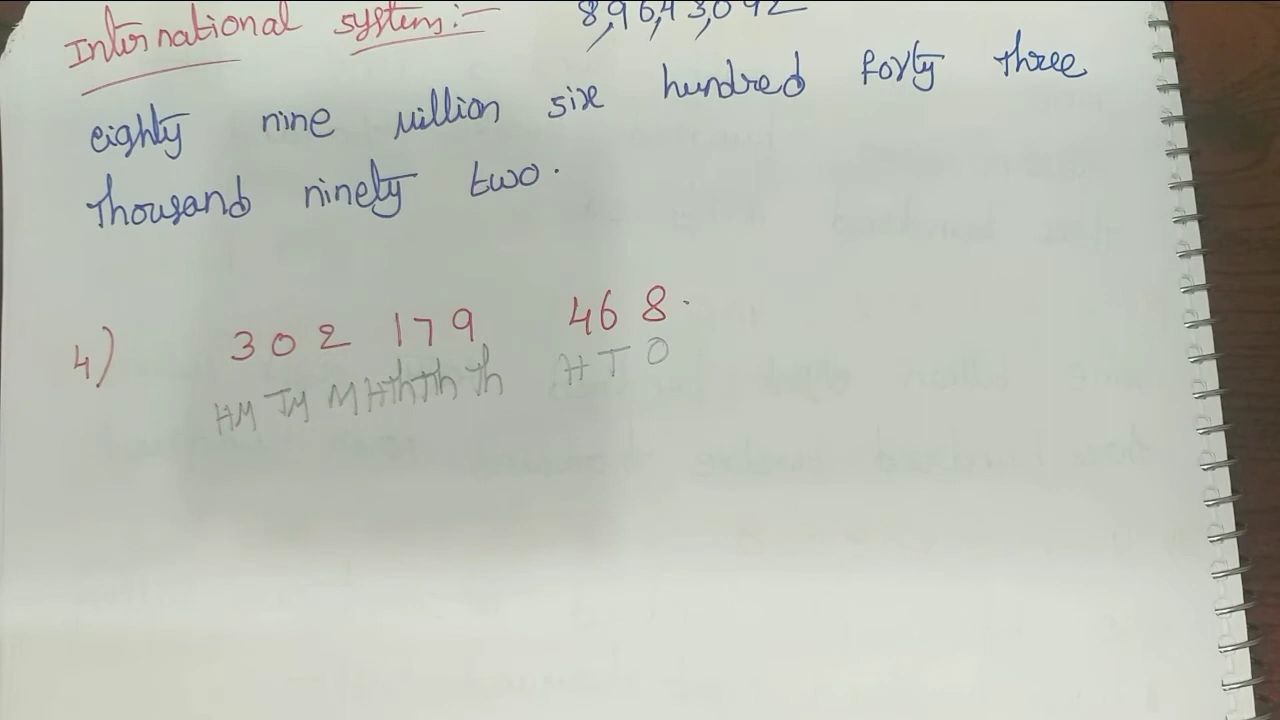 International system:-
8,96,43,092
eighty nine million six hundred forty three
thousand ninety two.
4) 302 179 468.
HM TM M HTh TTh Th H T O